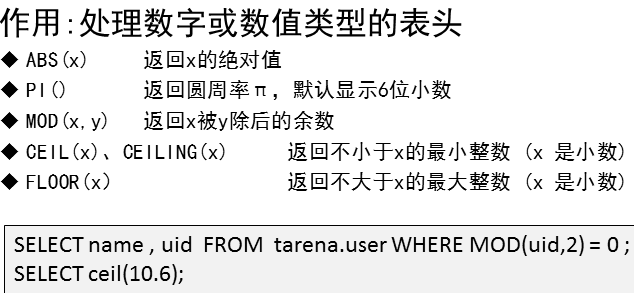 作用:处理数字或数值类型的表头
◆ ABS(x) 返回x的绝对值
◆ PI() 返回圆周率π，默认显示6位小数
◆ MOD(x,y) 返回x被y除后的余数
◆ CEIL(x)、CEILING(x) 返回不小于x的最小整数 (x 是小数)
◆ FLOOR(x) 返回不大于x的最大整数 (x 是小数)
SELECT name , uid FROM tarena.user WHERE MOD(uid,2) = 0 ;
SELECT ceil(10.6);